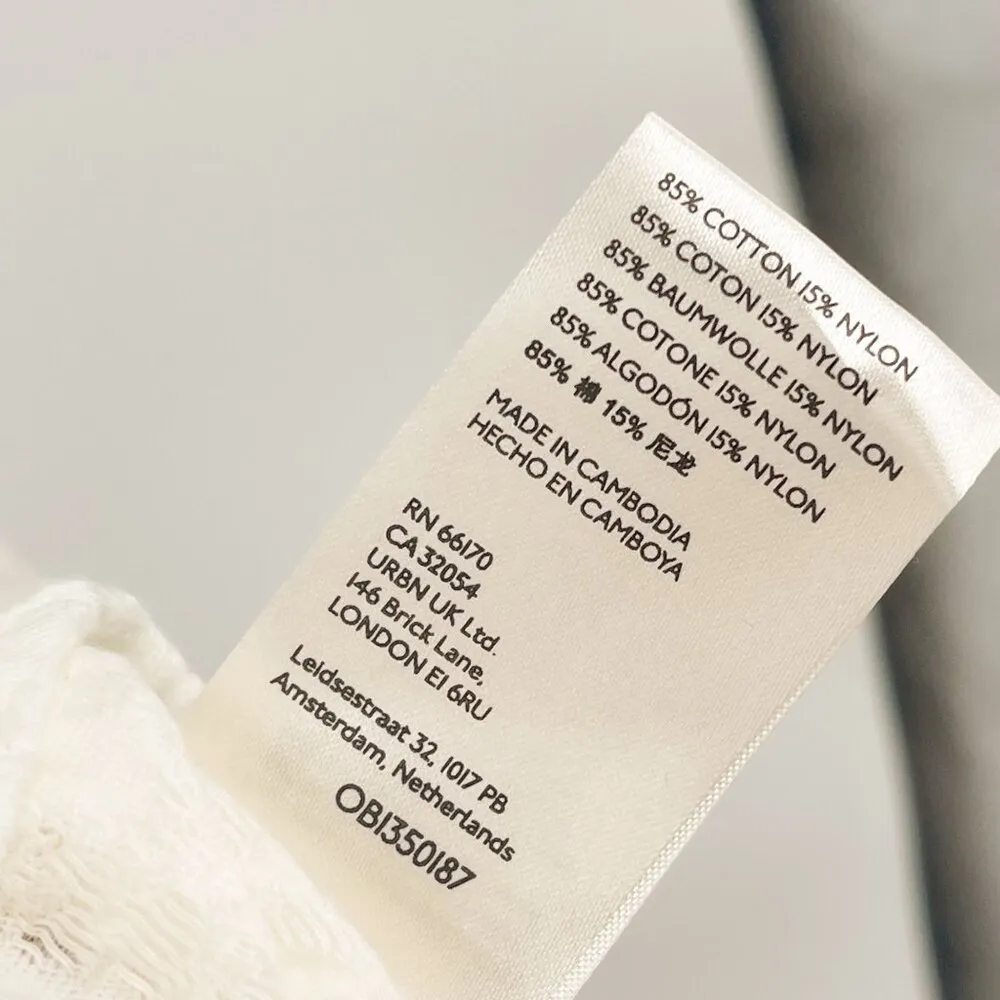 85% COTTON 15% NYLON
85% COTON 15% NYLON
85% BAUMWOLLE 15% NYLON
85% COTONE 15% NYLON
85% ALGODÓN 15% NYLON
85% 棉 15% 尼龙
MADE IN CAMBODIA
HECHO EN CAMBOYA
RN 66170
CA 32054
URBN UK Ltd.
146 Brick Lane,
LONDON E1 6RU
Leidsestraat 32, 1017 PB
Amsterdam, Netherlands
OB1350187